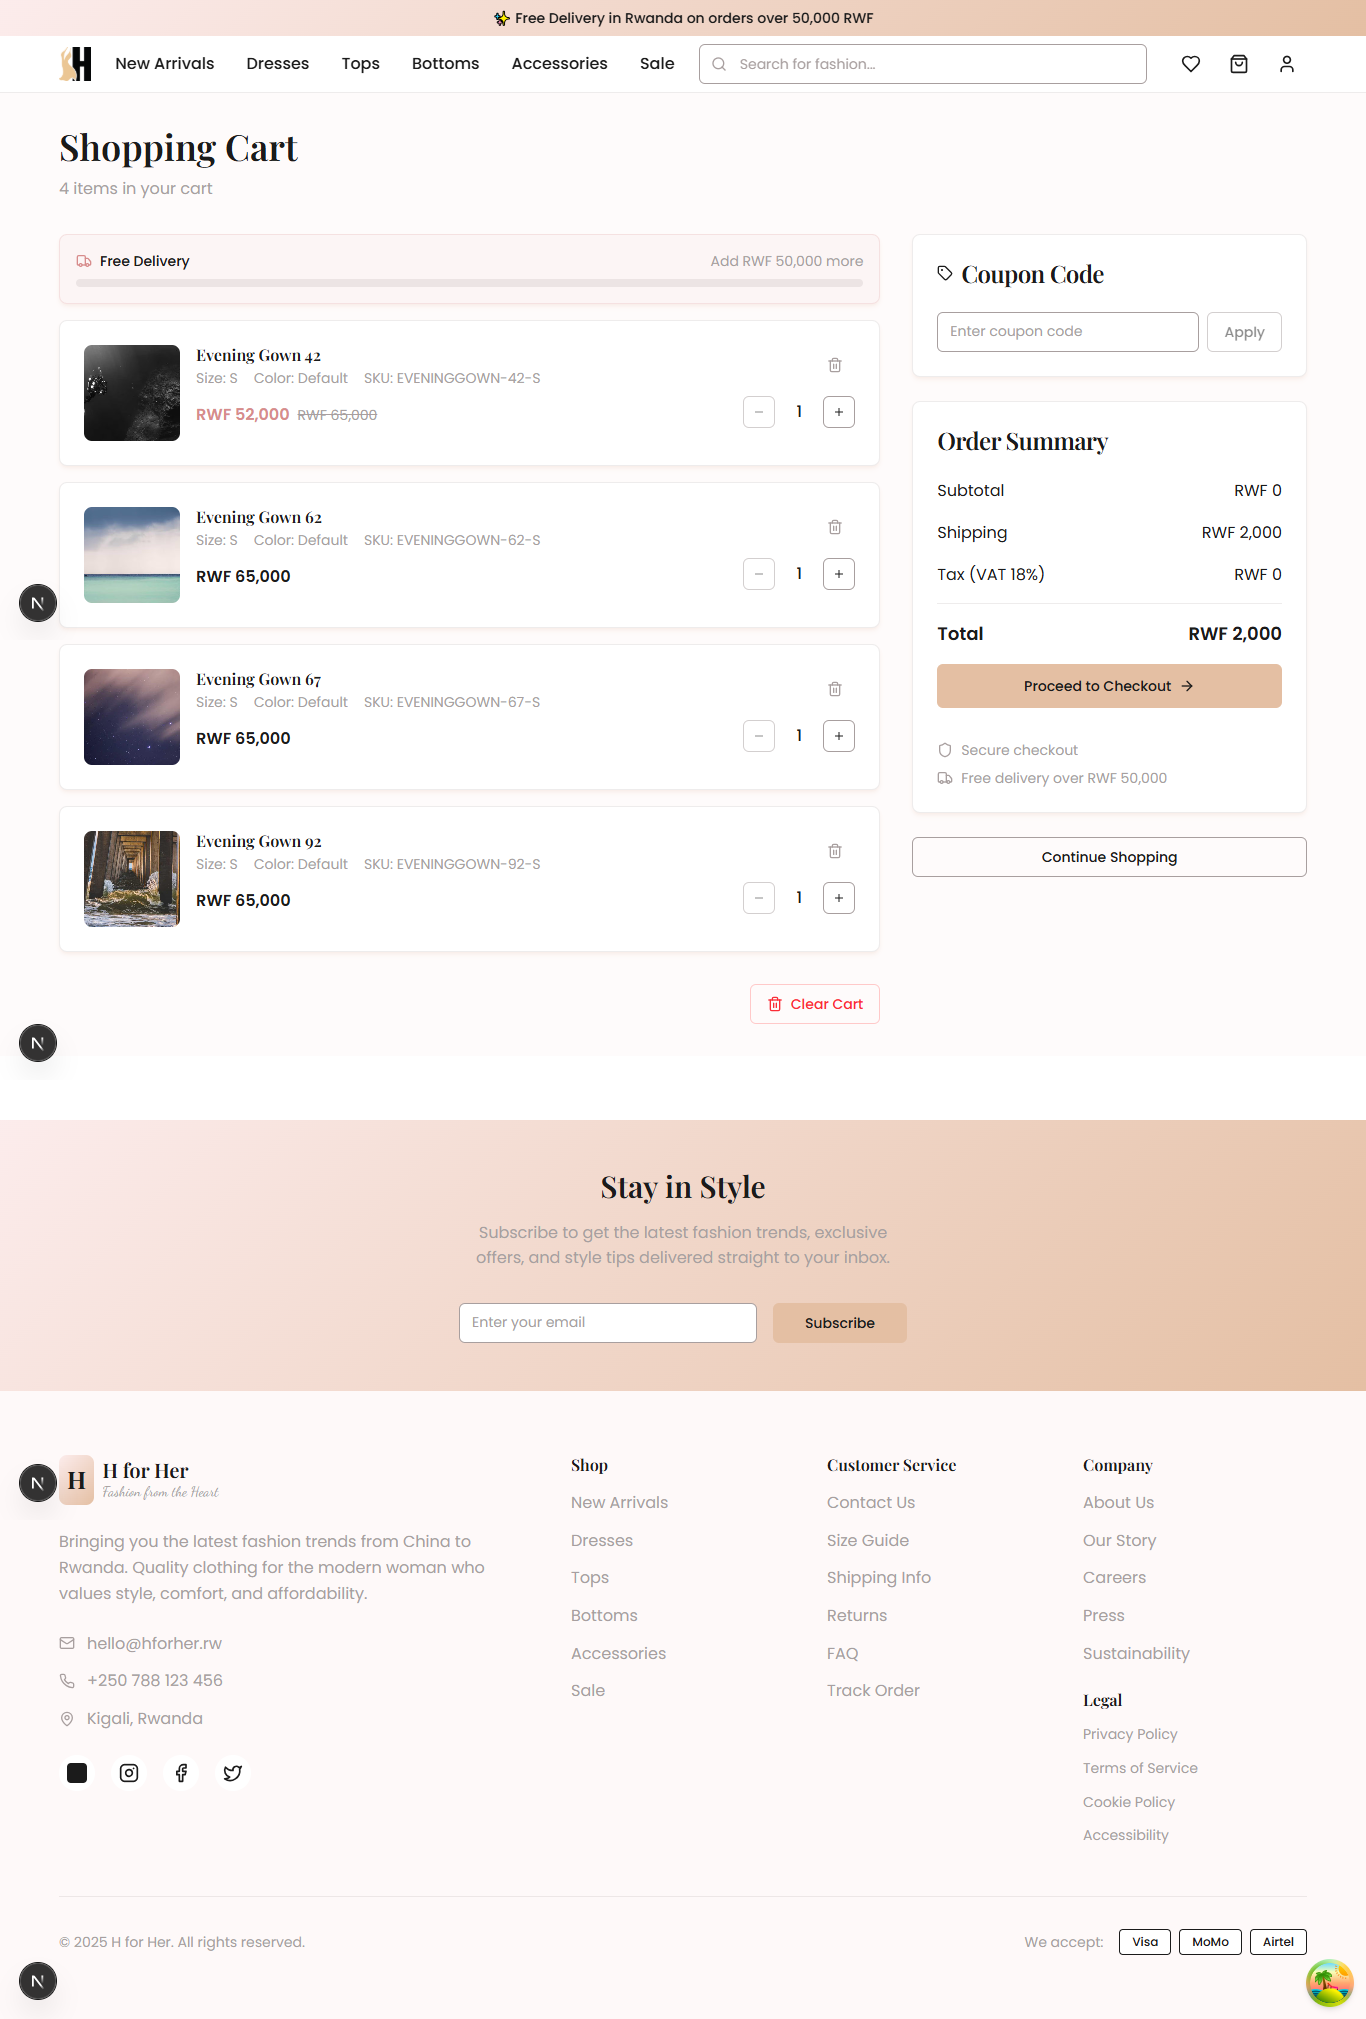 ✨ Free Delivery in Rwanda on orders over 50,000 RWF
H New Arrivals Dresses Tops Bottoms Accessories Sale Search for fashion...
Shopping Cart
4 items in your cart
Free Delivery Add RWF 50,000 more
Evening Gown 42
Size: S Color: Default SKU: EVENINGGOWN-42-S
RWF 52,000 RWF 65,000
− 1 +
Evening Gown 62
Size: S Color: Default SKU: EVENINGGOWN-62-S
RWF 65,000
− 1 +
Evening Gown 67
Size: S Color: Default SKU: EVENINGGOWN-67-S
RWF 65,000
− 1 +
Evening Gown 92
Size: S Color: Default SKU: EVENINGGOWN-92-S
RWF 65,000
− 1 +
Clear Cart
Coupon Code
Enter coupon code Apply
Order Summary
Subtotal RWF 0
Shipping RWF 2,000
Tax (VAT 18%) RWF 0
Total RWF 2,000
Proceed to Checkout →
Secure checkout
Free delivery over RWF 50,000
Continue Shopping
N
N
Stay in Style
Subscribe to get the latest fashion trends, exclusive
offers, and style tips delivered straight to your inbox.
Enter your email Subscribe
N
H H for Her
Fashion from the Heart
Bringing you the latest fashion trends from China to
Rwanda. Quality clothing for the modern woman who
values style, comfort, and affordability.
hello@hforher.rw
+250 788 123 456
Kigali, Rwanda
Shop
New Arrivals
Dresses
Tops
Bottoms
Accessories
Sale
Customer Service
Contact Us
Size Guide
Shipping Info
Returns
FAQ
Track Order
Company
About Us
Our Story
Careers
Press
Sustainability
Legal
Privacy Policy
Terms of Service
Cookie Policy
Accessibility
© 2025 H for Her. All rights reserved.
We accept: Visa MoMo Airtel
N